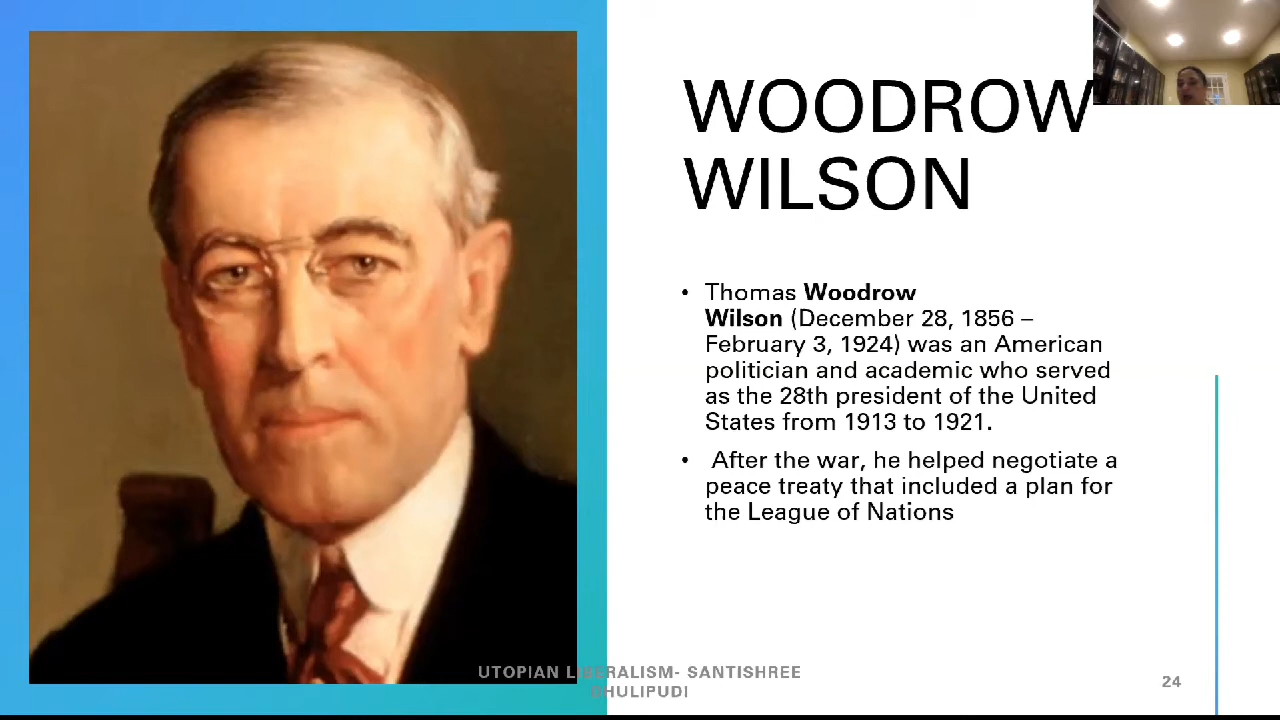 WOODROW
WILSON
• Thomas Woodrow
Wilson (December 28, 1856 –
February 3, 1924) was an American
politician and academic who served
as the 28th president of the United
States from 1913 to 1921.
• After the war, he helped negotiate a
peace treaty that included a plan for
the League of Nations
UTOPIAN LIBERALISM- SANTISHREE
DHULIPUDI
24